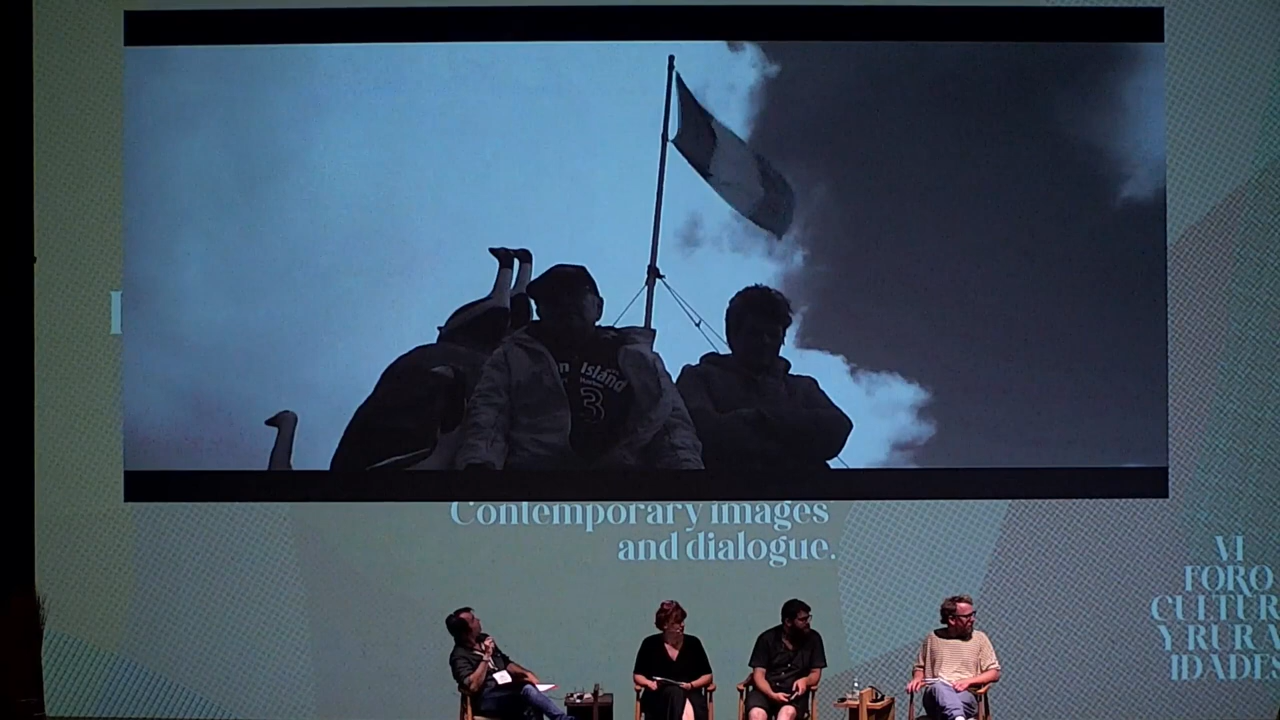 Island
3
Contemporary images
and dialogue.
VI
FORO
CULTUR
Y RURA
IDADES